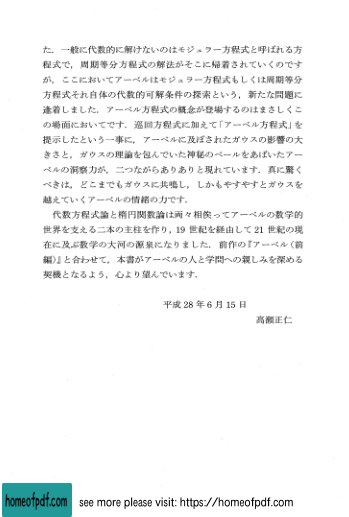 た．一般に代数的に解けないのはモジュラー方程式と呼ばれる方
程式で，周期等分方程式の解法がそこに帰着されていくのです
が，ここにおいてアーベルはモジュラー方程式もしくは周期等分
方程式それ自体の代数的可解条件の探索という，新たな問題に
逢着しました．アーベル方程式の概念が登場するのはまさしくこ
の場面においてです．巡回方程式に加えて「アーベル方程式」を
提示したという一事に，アーベルに及ぼされたガウスの影響の大
きさと，ガウスの理論を包んでいた神秘のベールをあばいたアー
ベルの洞察力が，二つながらありありと現れています．真に驚く
べきは，どこまでもガウスに共鳴し，しかもやすやすとガウスを
越えていくアーベルの情緒の力です．
代数方程式論と楕円関数論は両々相俟ってアーベルの数学的
世界を支える二本の主柱を作り，19 世紀を経由して 21 世紀の現
在に及ぶ数学の大河の源泉になりました．前作の『アーベル（前
編）』と合わせて，本書がアーベルの人と学問への親しみを深める
契機となるよう，心より望んでいます．
平成 28 年 6 月 15 日
高瀬正仁
homeofpdf.com
see more please visit: https://homeofpdf.com